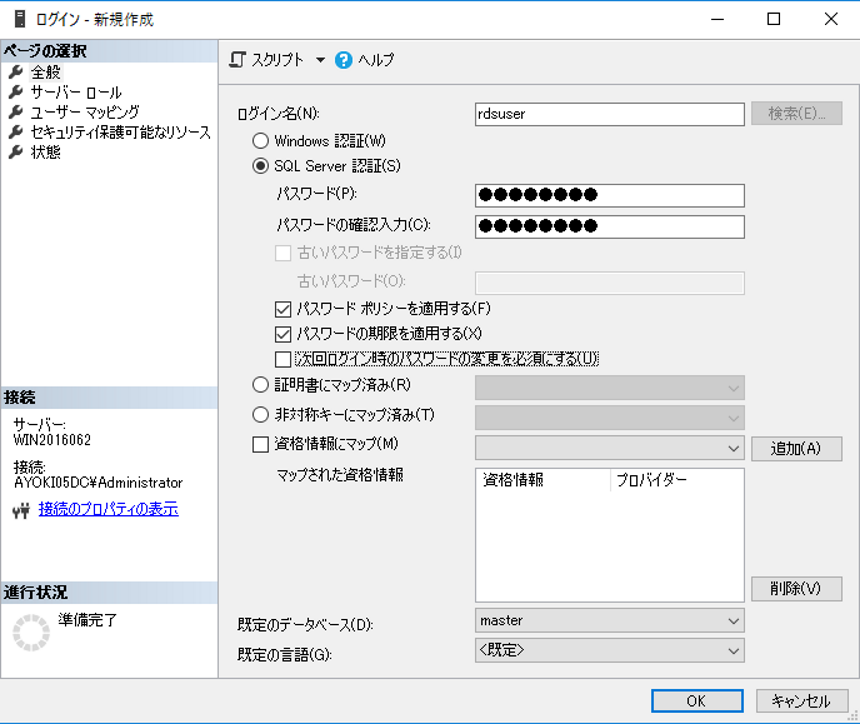 ログイン - 新規作成
ページの選択
全般
サーバー ロール
ユーザー マッピング
セキュリティ保護可能なリソース
状態
接続
サーバー:
WIN2016062
接続:
AYOKI05DC¥Administrator
接続のプロパティの表示
進行状況
準備完了
スクリプト ヘルプ
ログイン名(N): rdsuser 検索(E)...
Windows 認証(W)
SQL Server 認証(S)
パスワード(P): ●●●●●●●●
パスワードの確認入力(C): ●●●●●●●●
古いパスワードを指定する(I)
古いパスワード(O):
パスワード ポリシーを適用する(F)
パスワードの期限を適用する(X)
次回ログイン時のパスワードの変更を必須にする(U)
証明書にマップ済み(R)
非対称キーにマップ済み(T)
資格情報にマップ(M) 追加(A)
マップされた資格情報 資格情報 プロバイダー
削除(V)
既定のデータベース(D): master
既定の言語(G): <既定>
OK キャンセル